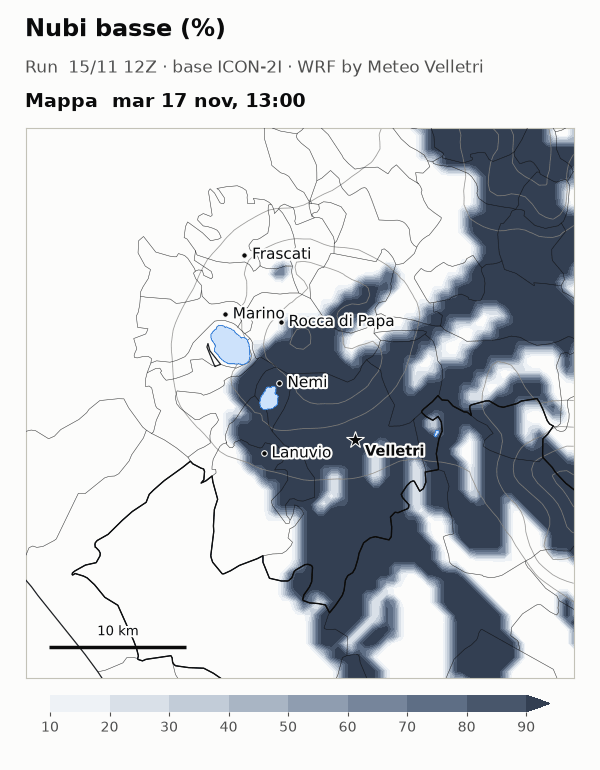 Nubi basse (%)
Run  15/11 12Z · base ICON-2I · WRF by Meteo Velletri
Mappa  mar 17 nov, 13:00
Frascati
Marino
Rocca di Papa
Nemi
Velletri
Lanuvio
10 km
10 20 30 40 50 60 70 80 90